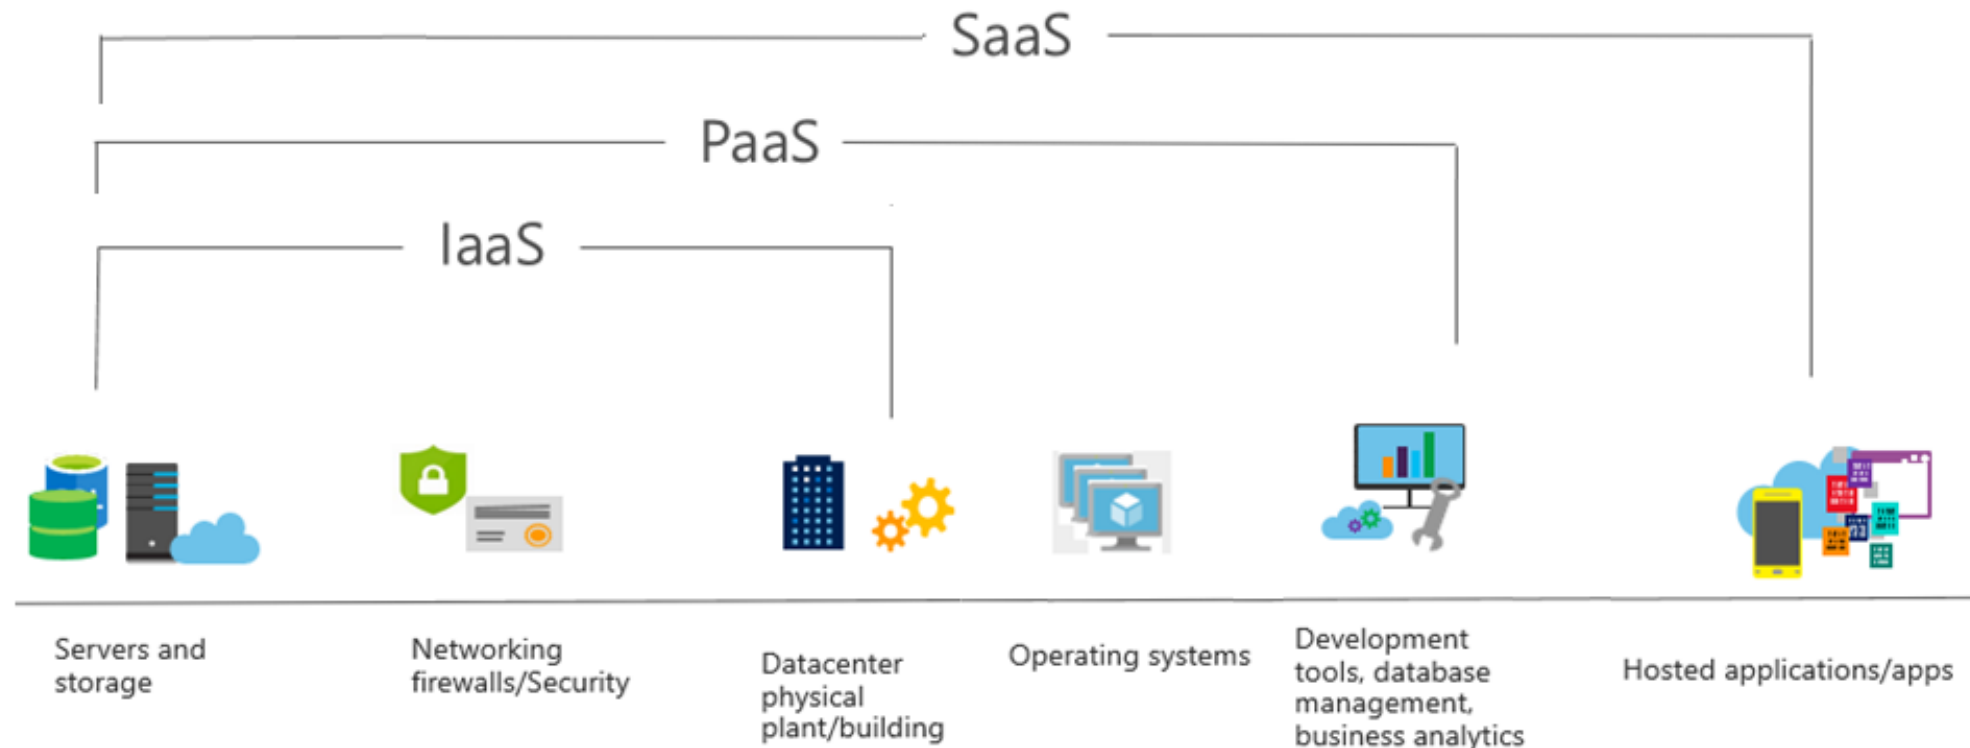 SaaS
PaaS
IaaS
Servers and
storage
Networking
firewalls/Security
Datacenter
physical
plant/building
Operating systems
Development
tools, database
management,
business analytics
Hosted applications/apps